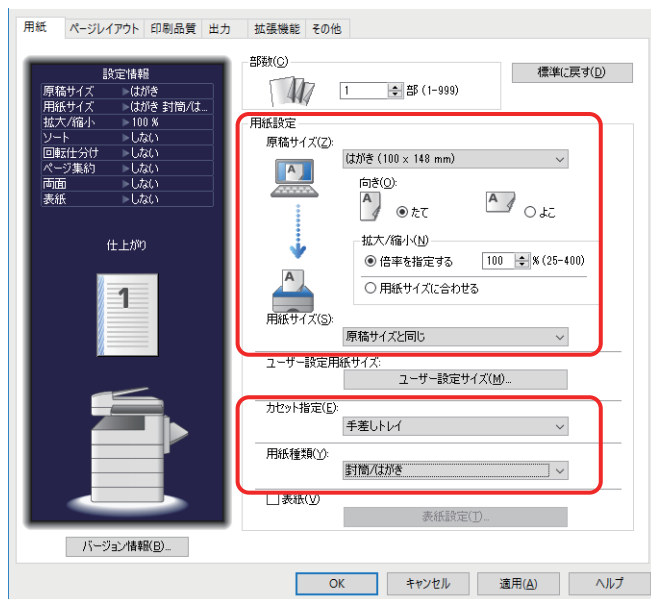 用紙 ページレイアウト 印刷品質 出力 拡張機能 その他
設定情報
原稿サイズ ▶はがき
用紙サイズ ▶はがき 封筒/は...
拡大/縮小 ▶100 %
ソート ▶しない
回転仕分け ▶しない
ページ集約 ▶しない
両面 ▶しない
表紙 ▶しない
仕上がり
1
バージョン情報(B)...
部数(C)
1 部 (1-999)
標準に戻す(D)
用紙設定
原稿サイズ(Z):
はがき (100 x 148 mm)
A
向き(O):
A たて A よこ
拡大/縮小(N)
倍率を指定する 100 % (25-400)
用紙サイズに合わせる
A
用紙サイズ(S):
原稿サイズと同じ
ユーザー設定用紙サイズ:
ユーザー設定サイズ(M)...
カセット指定(E):
手差しトレイ
用紙種類(Y):
封筒/はがき
表紙(V)
表紙設定(T)...
OK キャンセル 適用(A) ヘルプ